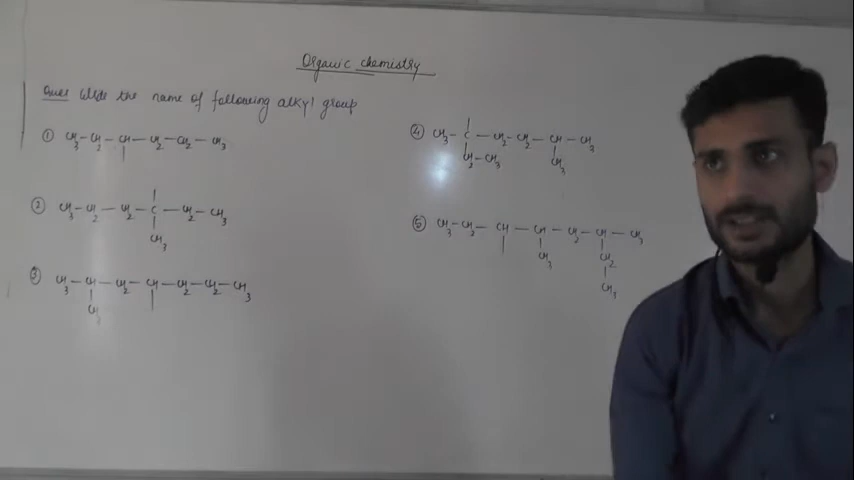 Organic chemistry
Ques Write the name of following alkyl group
① CH3-CH2-CH-CH2-CH2-CH3
② CH3-CH2-CH2-C-CH2-CH3
CH3
③ CH3-CH-CH2-CH-CH2-CH2-CH3
CH3
④ CH3-C-CH2-CH2-CH-CH3
CH2-CH3 CH3
⑤ CH3-CH2-CH-CH-CH2-CH-CH3
CH3 CH2
CH3